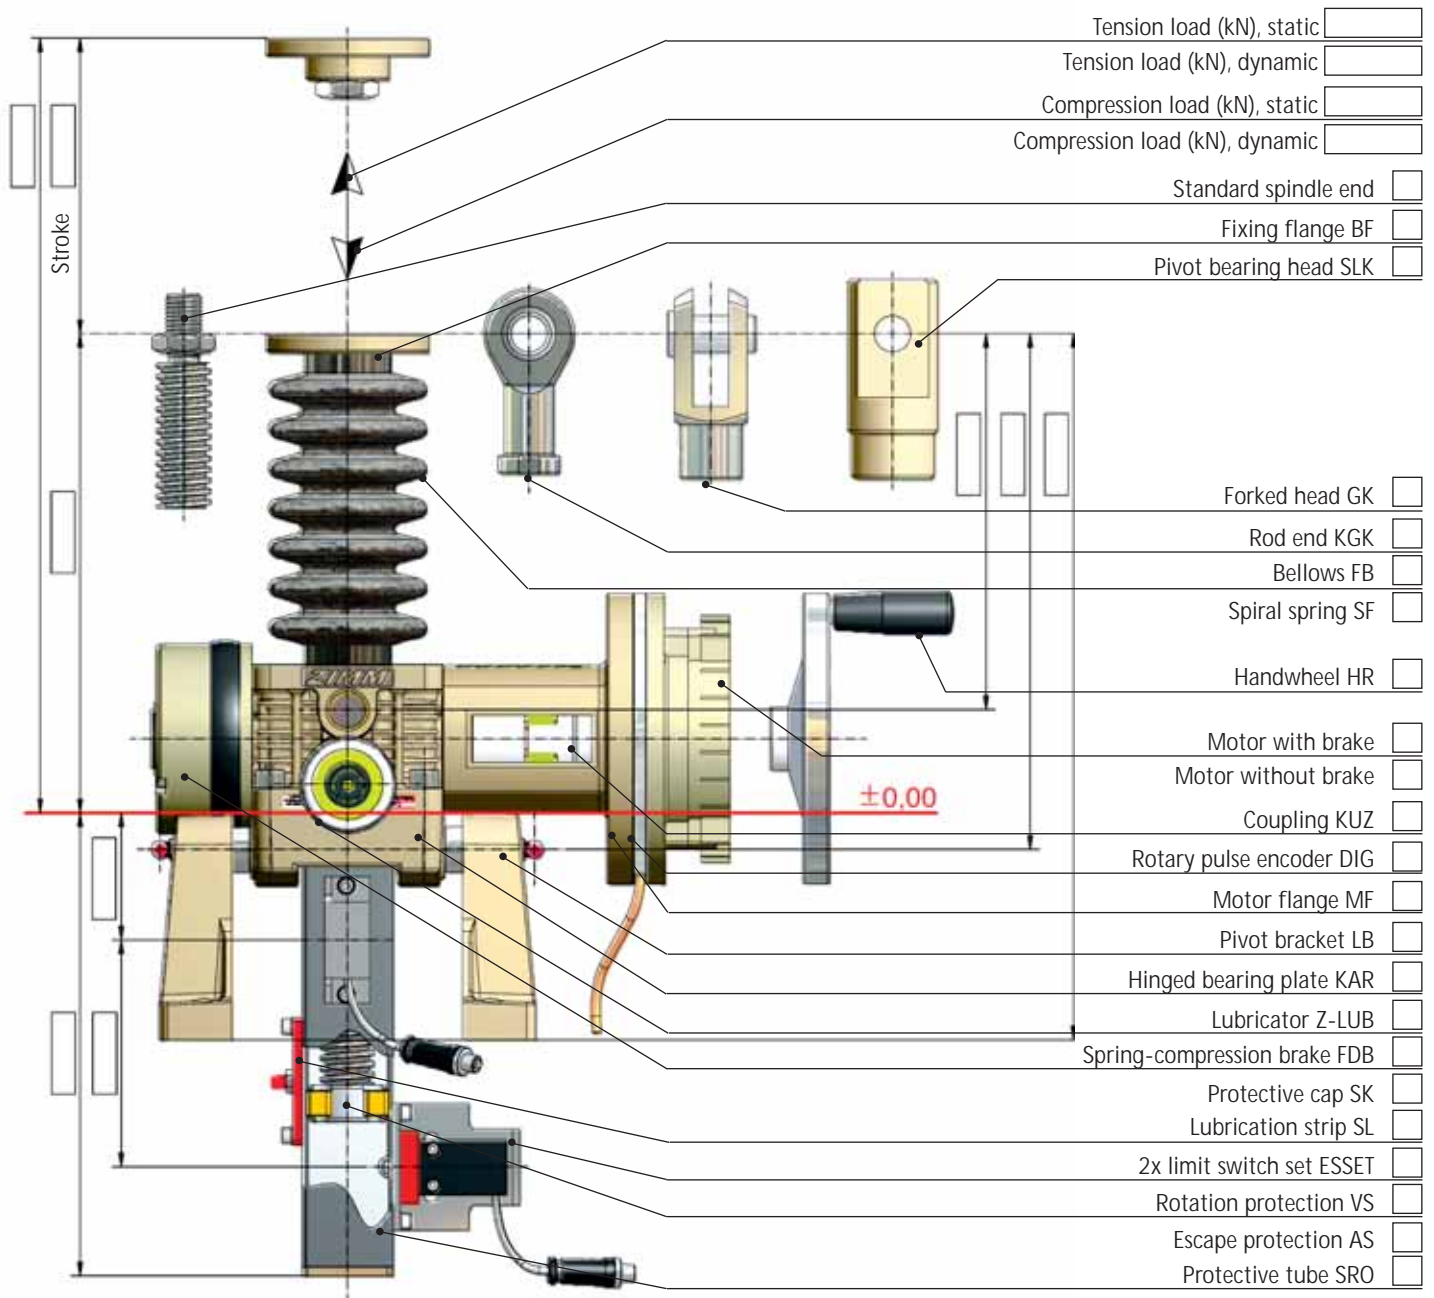 Tension load (kN), static
Tension load (kN), dynamic
Compression load (kN), static
Compression load (kN), dynamic
Standard spindle end
Fixing flange BF
Pivot bearing head SLK
Stroke
Forked head GK
Rod end KGK
Bellows FB
Spiral spring SF
ZIMM
Handwheel HR
Motor with brake
Motor without brake
±0,00
Coupling KUZ
Rotary pulse encoder DIG
Motor flange MF
Pivot bracket LB
Hinged bearing plate KAR
Lubricator Z-LUB
Spring-compression brake FDB
Protective cap SK
Lubrication strip SL
2x limit switch set ESSET
Rotation protection VS
Escape protection AS
Protective tube SRO